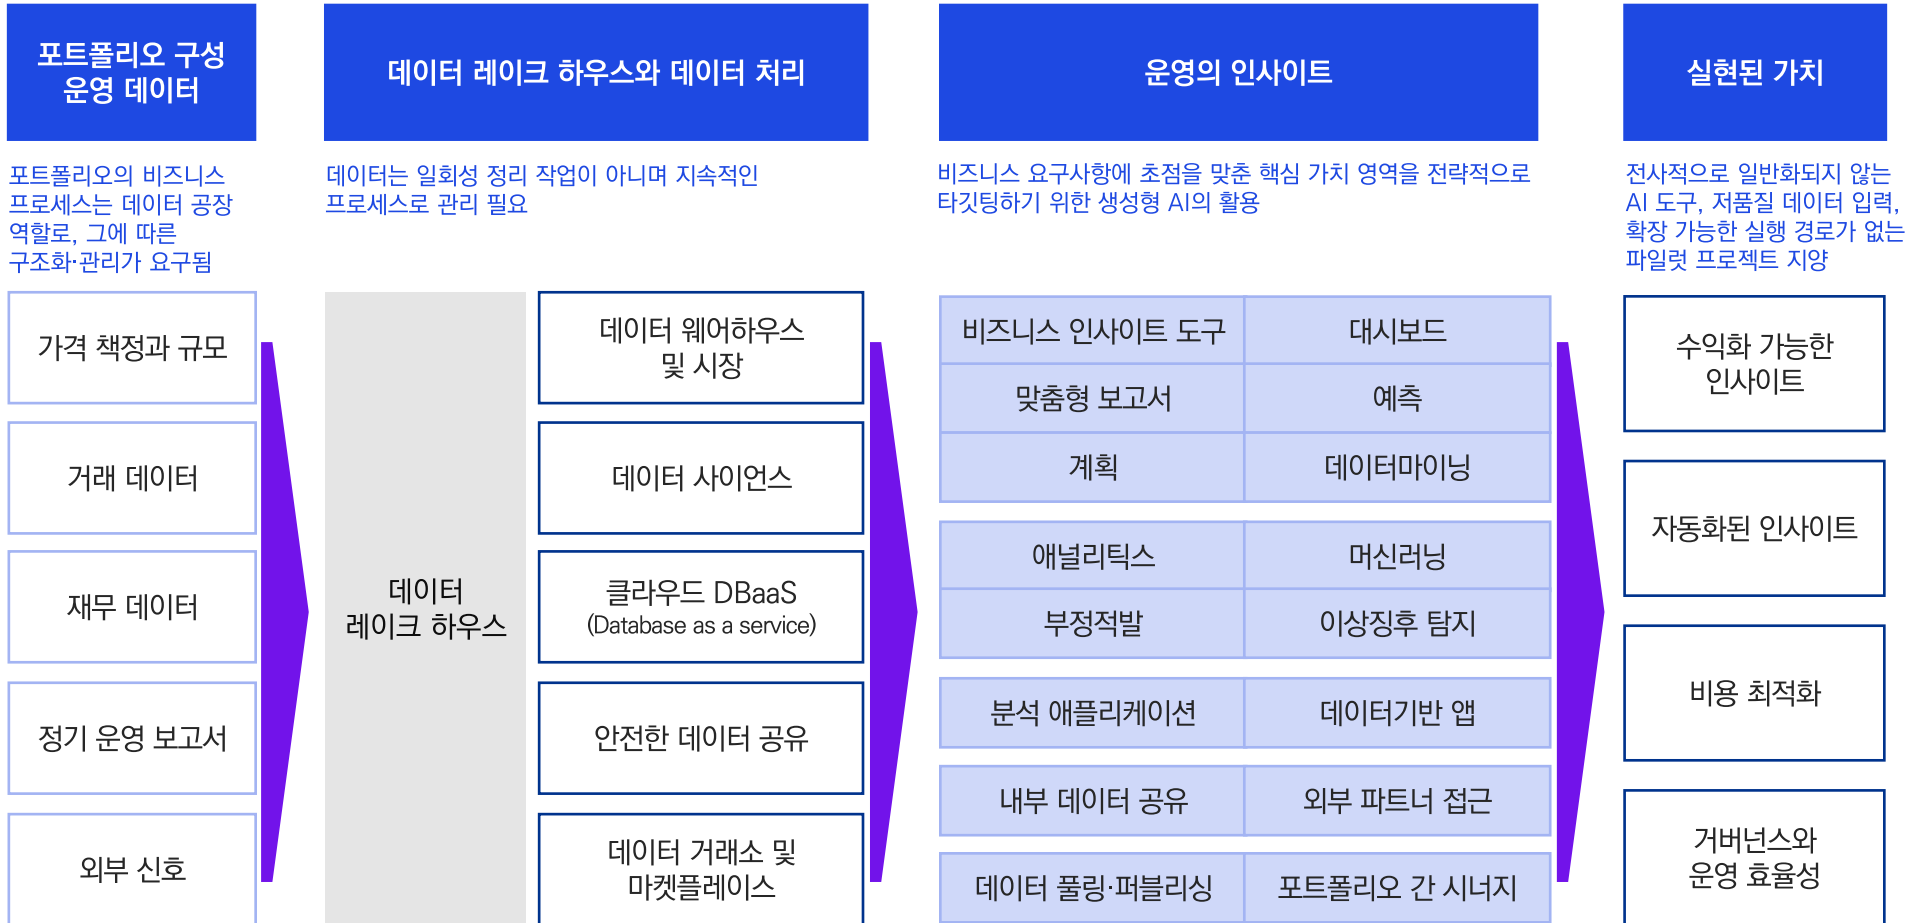 포트폴리오 구성
운영 데이터
데이터 레이크 하우스와 데이터 처리
운영의 인사이트
실현된 가치
포트폴리오의 비즈니스
프로세스는 데이터 공장
역할로, 그에 따른
구조화·관리가 요구됨
데이터는 일회성 정리 작업이 아니며 지속적인
프로세스로 관리 필요
비즈니스 요구사항에 초점을 맞춘 핵심 가치 영역을 전략적으로
타깃팅하기 위한 생성형 AI의 활용
전사적으로 일반화되지 않는
AI 도구, 저품질 데이터 입력,
확장 가능한 실행 경로가 없는
파일럿 프로젝트 지양
가격 책정과 규모
거래 데이터
재무 데이터
정기 운영 보고서
외부 신호
데이터
레이크 하우스
데이터 웨어하우스
및 시장
데이터 사이언스
클라우드 DBaaS
(Database as a service)
안전한 데이터 공유
데이터 거래소 및
마켓플레이스
비즈니스 인사이트 도구
대시보드
맞춤형 보고서
예측
계획
데이터마이닝
애널리틱스
머신러닝
부정적발
이상징후 탐지
분석 애플리케이션
데이터기반 앱
내부 데이터 공유
외부 파트너 접근
데이터 풀링·퍼블리싱
포트폴리오 간 시너지
수익화 가능한
인사이트
자동화된 인사이트
비용 최적화
거버넌스와
운영 효율성